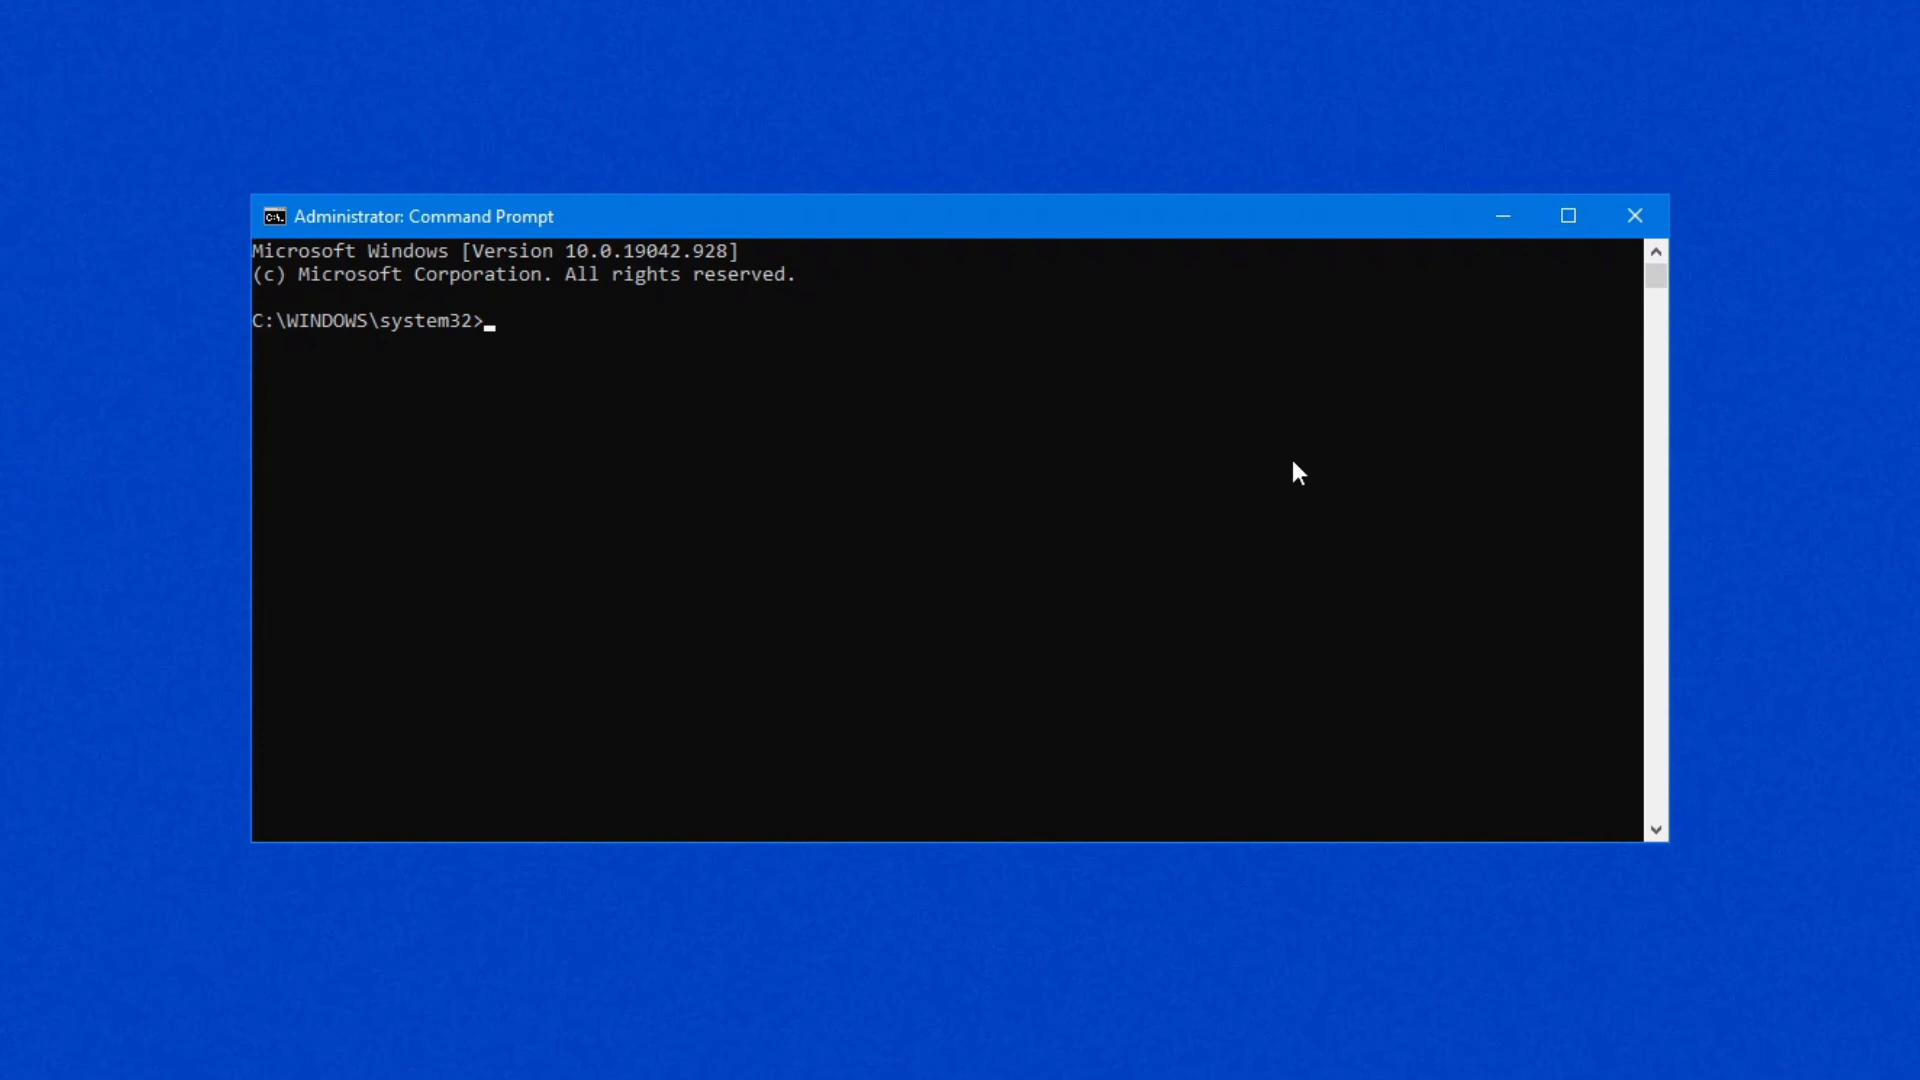 Administrator: Command Prompt
Microsoft Windows [Version 10.0.19042.928]
(c) Microsoft Corporation. All rights reserved.
C:\WINDOWS\system32>